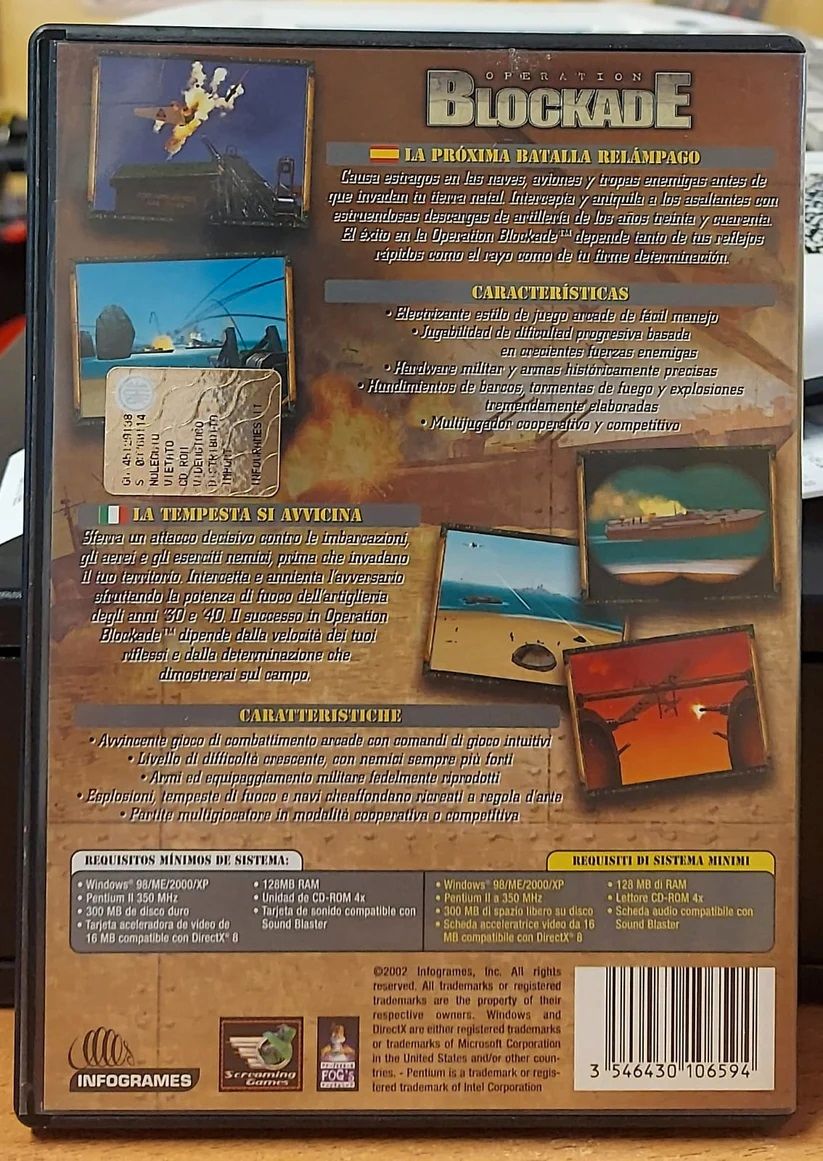 OPERATION
BLOCKADE
LA PRÓXIMA BATALLA RELÁMPAGO
Causa estragos en las naves, aviones y tropas enemigas antes de
que invadan tu tierra natal. Intercepta y aniquila a los asaltantes con
estruendosas descargas de artillería de los años treinta y cuarenta.
El éxito en la Operation Blockade™ depende tanto de tus reflejos
rápidos como el rayo como de tu firme determinación.
CARACTERÍSTICAS
• Electrizante estilo de juego arcade de fácil manejo
• Jugabilidad de dificultad progresiva basada
en crecientes fuerzas enemigas
• Hardware militar y armas históricamente precisas
• Hundimientos de barcos, tormentas de fuego y explosiones
tremendamente elaboradas
• Multijugador cooperativo y competitivo
NOLEGGIO
VIETATO
CD ROM
VIDEOGIOCO
INFOGRAMES IT
LA TEMPESTA SI AVVICINA
Sferra un attacco decisivo contro le imbarcazioni,
gli aerei e gli eserciti nemici, prima che invadano
il tuo territorio. Intercetta e annienta l'avversario
sfruttando la potenza di fuoco dell'artiglieria
degli anni '30 e '40. Il successo in Operation
Blockade™ dipende dalla velocità dei tuoi
riflessi e dalla determinazione che
dimostrerai sul campo.
CARATTERISTICHE
• Avvincente gioco di combattimento arcade con comandi di gioco intuitivi
• Livello di difficoltà crescente, con nemici sempre più forti
• Armi ed equipaggiamento militare fedelmente riprodotti
• Esplosioni, tempeste di fuoco e navi cheaffondano ricreati a regola d'arte
• Partite multigiocatore in modalità cooperativa o competitiva
REQUISITOS MÍNIMOS DE SISTEMA:
• Windows® 98/ME/2000/XP
• Pentium II 350 MHz
• 300 MB de disco duro
• Tarjeta aceleradora de vídeo de
16 MB compatible con DirectX® 8
• 128MB RAM
• Unidad de CD-ROM 4x
• Tarjeta de sonido compatible con
Sound Blaster
REQUISITI DI SISTEMA MINIMI
• Windows® 98/ME/2000/XP
• Pentium II a 350 MHz
• 300 MB di spazio libero su disco
• Scheda acceleratrice video da 16
MB compatibile con DirectX® 8
• 128 MB di RAM
• Lettore CD-ROM 4x
• Scheda audio compatibile con
Sound Blaster
©2002 Infogrames, Inc. All rights
reserved. All trademarks or registered
trademarks are the property of their
respective owners. Windows and
DirectX are either registered trademarks
or trademarks of Microsoft Corporation
in the United States and/or other coun-
tries. - Pentium is a trademark or regis-
tered trademark of Intel Corporation
INFOGRAMES
Screaming
Games
FOG's
3 546430 106594